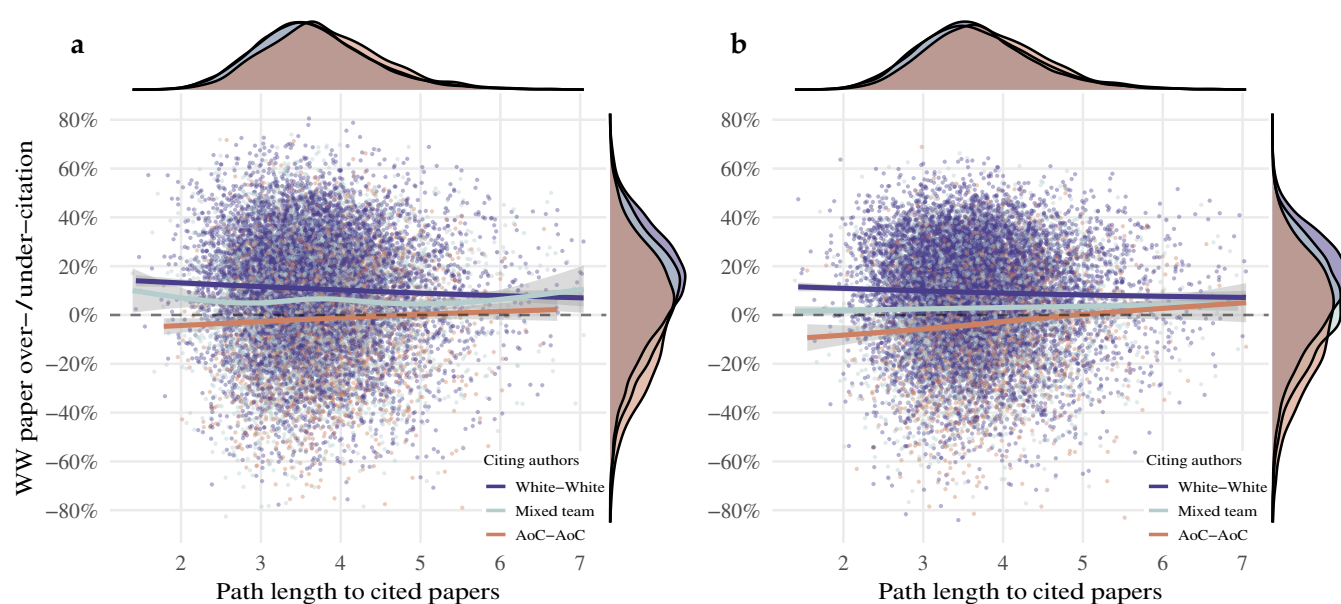 a
b
80%
60%
40%
20%
0%
−20%
−40%
−60%
−80%
WW paper over−/under−citation
Citing authors
White−White
Mixed team
AoC−AoC
2 3 4 5 6 7
Path length to cited papers
80%
60%
40%
20%
0%
−20%
−40%
−60%
−80%
Citing authors
White−White
Mixed team
AoC−AoC
2 3 4 5 6 7
Path length to cited papers